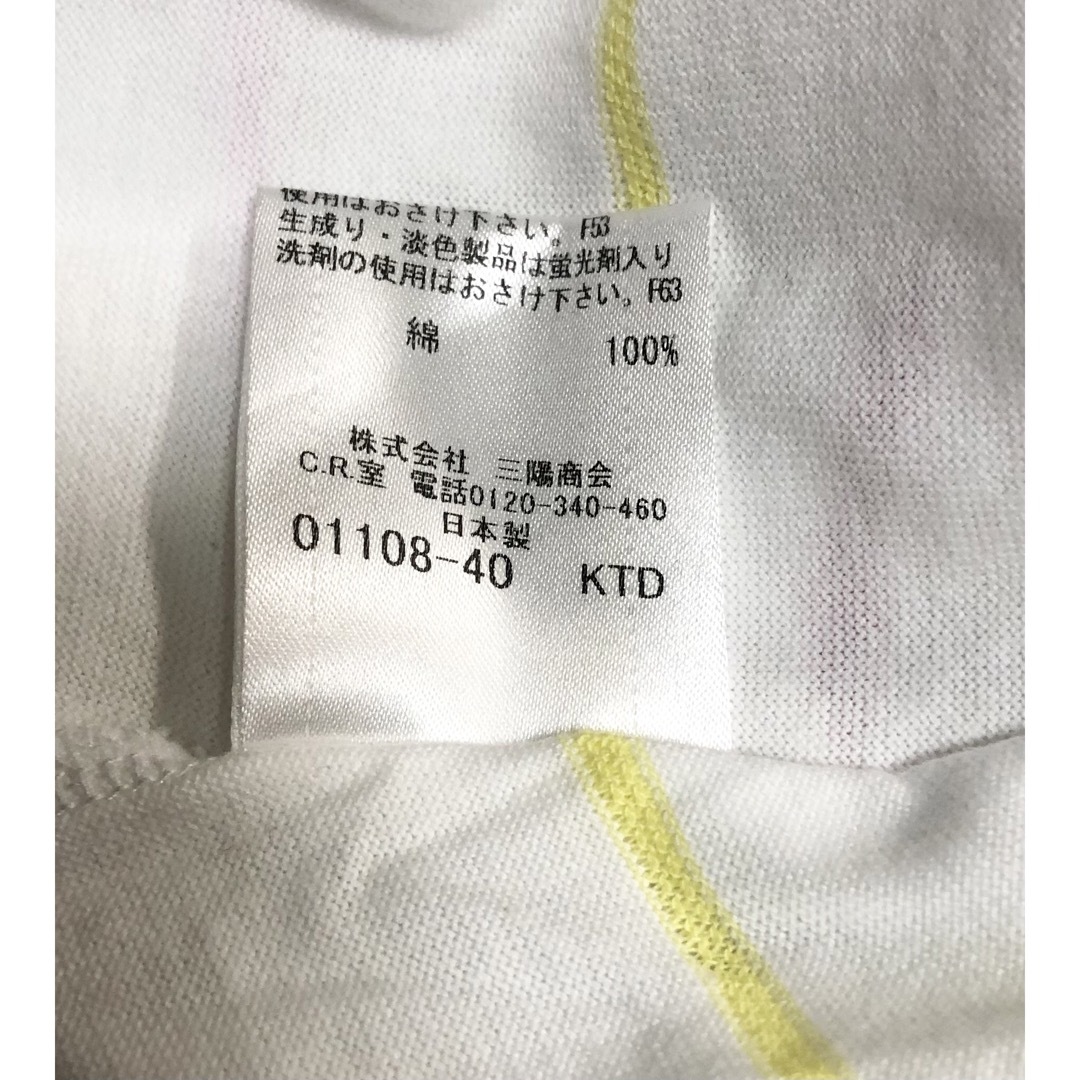 使用はおさけ下さい。F53
生成り・淡色製品は蛍光剤入り
洗剤の使用はおさけ下さい。F63
綿 100%
株式会社 三陽商会
C.R.室 電話0120-340-460
日本製
01108-40 KTD